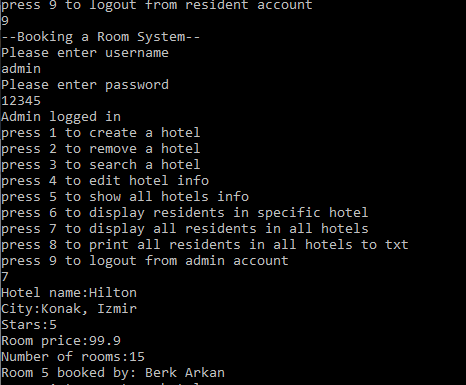 press 9 to logout from resident account
9
--Booking a Room System--
Please enter username
admin
Please enter password
12345
Admin logged in
press 1 to create a hotel
press 2 to remove a hotel
press 3 to search a hotel
press 4 to edit hotel info
press 5 to show all hotels info
press 6 to display residents in specific hotel
press 7 to display all residents in all hotels
press 8 to print all residents in all hotels to txt
press 9 to logout from admin account
7
Hotel name:Hilton
City:Konak, Izmir
Stars:5
Room price:99.9
Number of rooms:15
Room 5 booked by: Berk Arkan